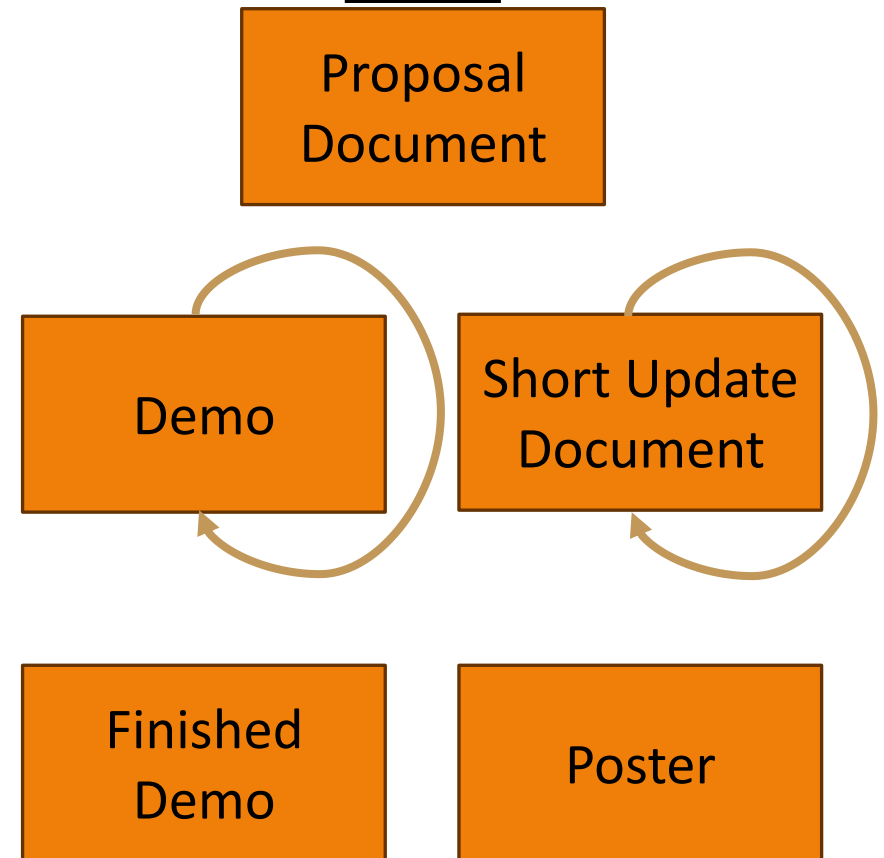 Proposal
Document
Demo
Short Update
Document
Finished
Demo
Poster